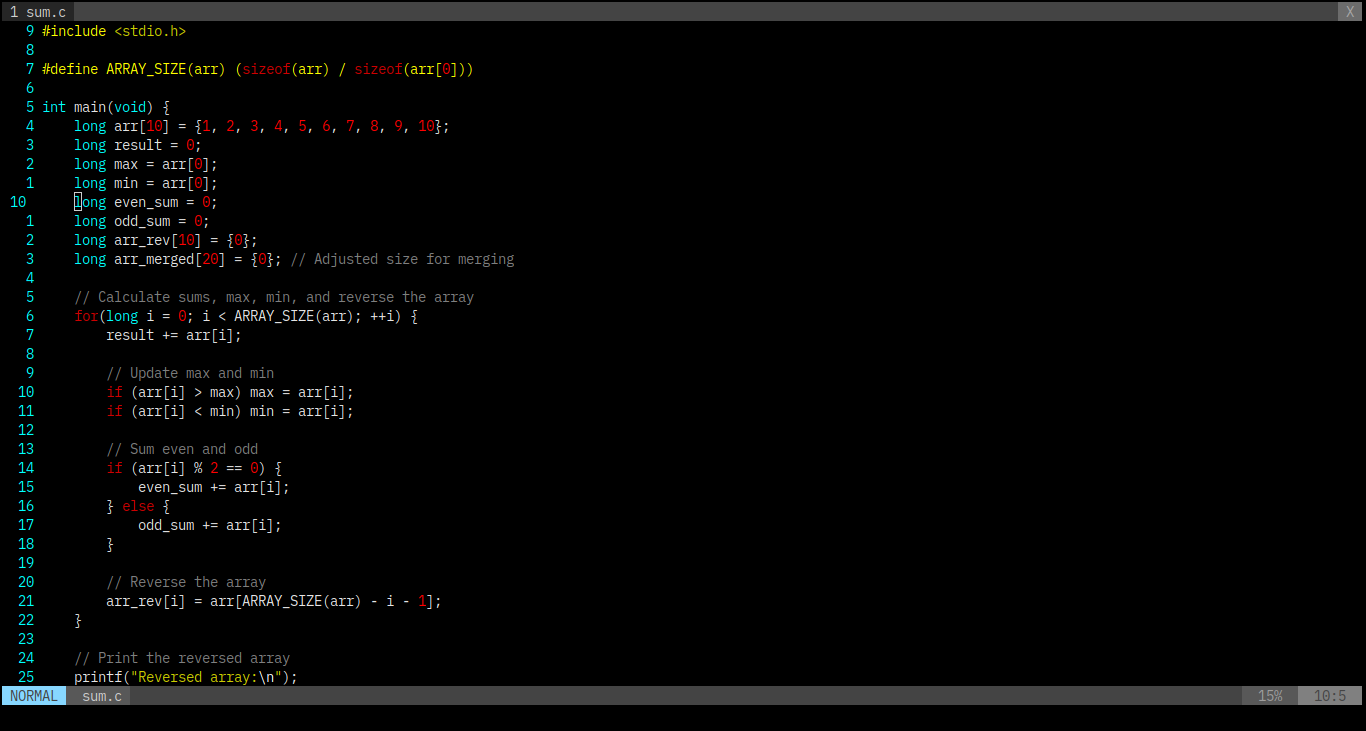 1 sum.c X
9 #include <stdio.h>
8
7 #define ARRAY_SIZE(arr) (sizeof(arr) / sizeof(arr[0]))
6
5 int main(void) {
4     long arr[10] = {1, 2, 3, 4, 5, 6, 7, 8, 9, 10};
3     long result = 0;
2     long max = arr[0];
1     long min = arr[0];
10     long even_sum = 0;
1     long odd_sum = 0;
2     long arr_rev[10] = {0};
3     long arr_merged[20] = {0}; // Adjusted size for merging
4
5     // Calculate sums, max, min, and reverse the array
6     for(long i = 0; i < ARRAY_SIZE(arr); ++i) {
7         result += arr[i];
8
9         // Update max and min
10         if (arr[i] > max) max = arr[i];
11         if (arr[i] < min) min = arr[i];
12
13         // Sum even and odd
14         if (arr[i] % 2 == 0) {
15             even_sum += arr[i];
16         } else {
17             odd_sum += arr[i];
18         }
19
20         // Reverse the array
21         arr_rev[i] = arr[ARRAY_SIZE(arr) - i - 1];
22     }
23
24     // Print the reversed array
25     printf("Reversed array:\n");
NORMAL sum.c 15% 10:5